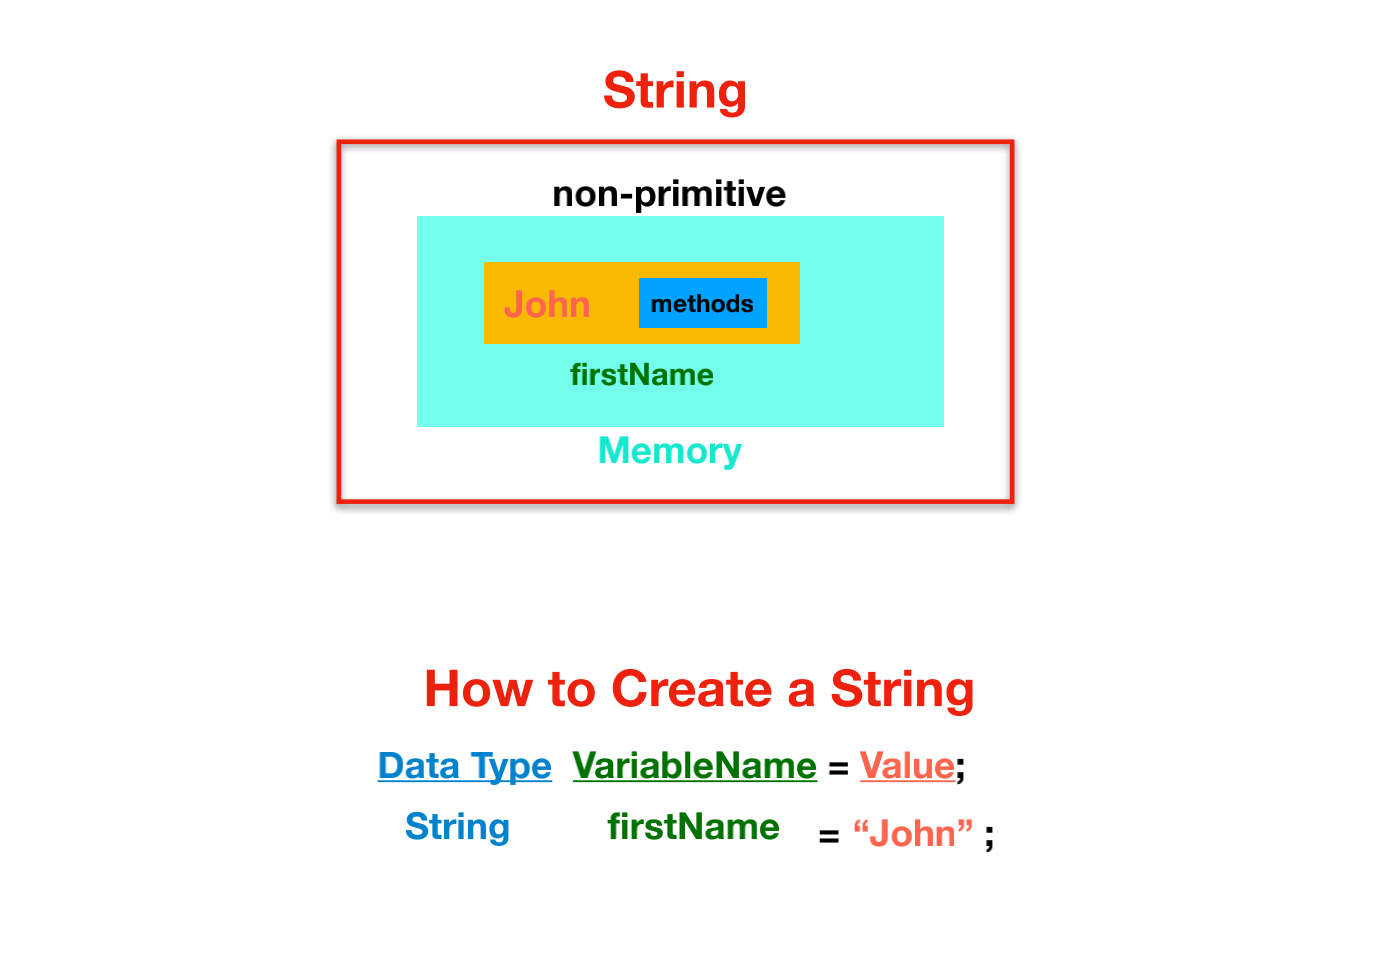 String
non-primitive
John methods
firstName
Memory
How to Create a String
Data Type VariableName = Value;
String firstName = “John” ;